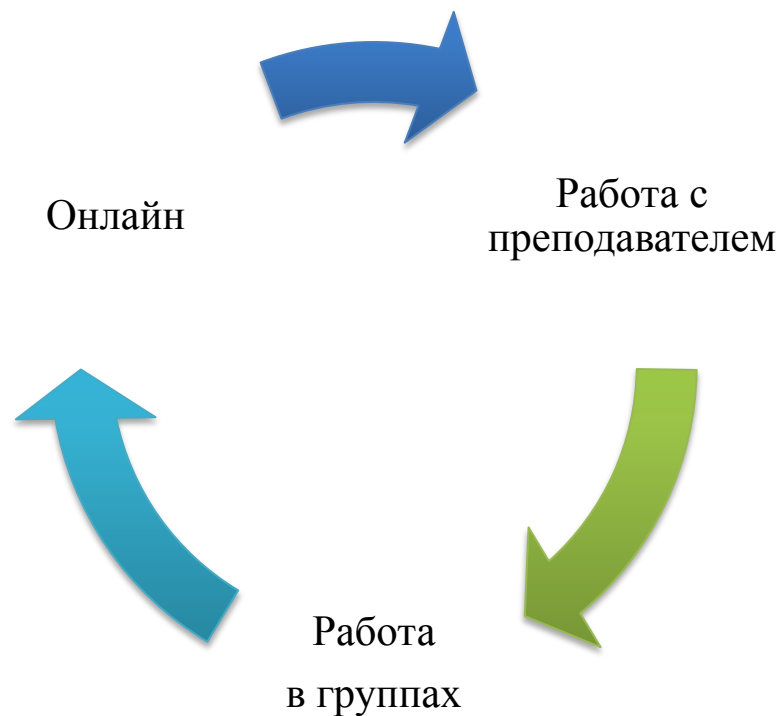 Онлайн
Работа с
преподавателем
Работа
в группах